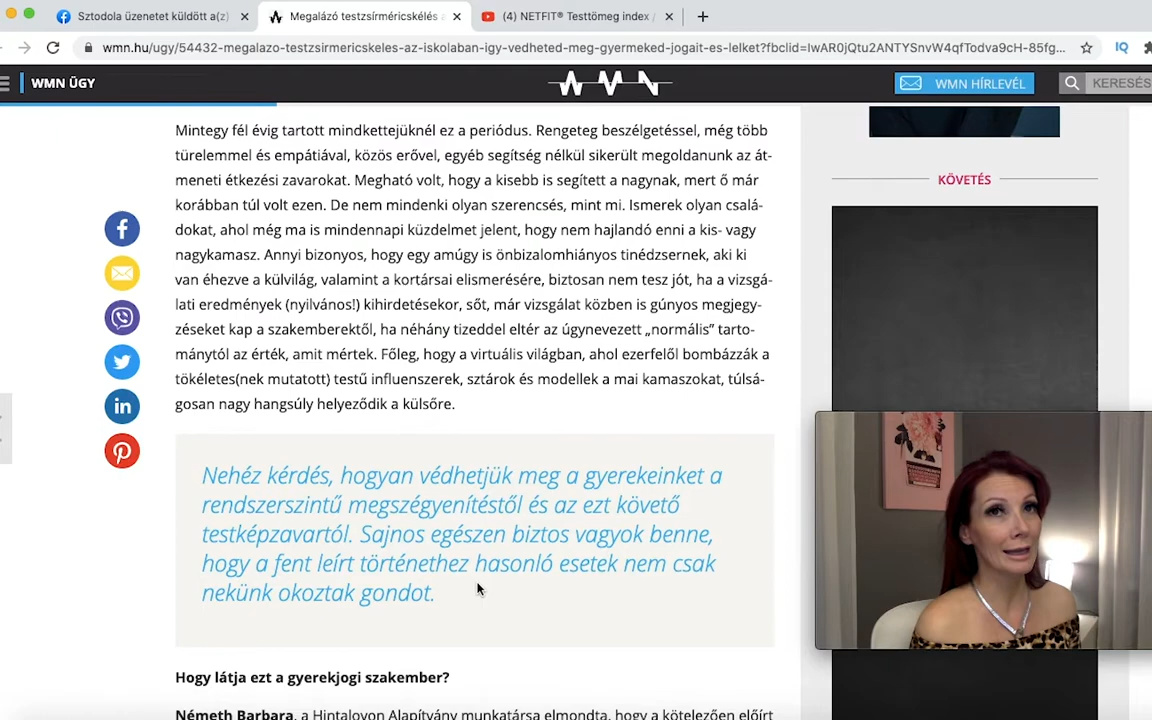 Sztodola üzenetet küldött a(z)
Megalázó testzsírméricskélés
(4) NETFIT® Testtömeg index
wmn.hu/ugy/54432-megalazo-testzsirmericskeles-az-iskolaban-igy-vedheted-meg-gyermeked-jogait-es-lelket?fbclid=IwAR0jQtu2ANTYSnvW4qfTodva9cH-85fg...
IQ
WMN ÜGY
WMN
WMN HÍRLEVÉL
KERESÉS
Mintegy fél évig tartott mindkettejüknél ez a periódus. Rengeteg beszélgetéssel, még több
türelemmel és empátiával, közös erővel, egyéb segítség nélkül sikerült megoldanunk az át-
meneti étkezési zavarokat. Megható volt, hogy a kisebb is segített a nagynak, mert ő már
korábban túl volt ezen. De nem mindenki olyan szerencsés, mint mi. Ismerek olyan csalá-
dokat, ahol még ma is mindennapi küzdelmet jelent, hogy nem hajlandó enni a kis- vagy
nagykamasz. Annyi bizonyos, hogy egy amúgy is önbizalomhiányos tinédzsernek, aki ki
van éhezve a külvilág, valamint a kortársai elismerésére, biztosan nem tesz jót, ha a vizsgá-
lati eredmények (nyilvános!) kihirdetésekor, sőt, már vizsgálat közben is gúnyos megjegy-
zéseket kap a szakemberektől, ha néhány tizeddel eltér az úgynevezett „normális” tarto-
mánytól az érték, amit mértek. Főleg, hogy a virtuális világban, ahol ezerfelől bombázzák a
tökéletes(nek mutatott) testű influenszerek, sztárok és modellek a mai kamaszokat, túlsá-
gosan nagy hangsúly helyeződik a külsőre.
Nehéz kérdés, hogyan védhetjük meg a gyerekeinket a
rendszerszintű megszégyenítéstől és az ezt követő
testképzavartól. Sajnos egészen biztos vagyok benne,
hogy a fent leírt történethez hasonló esetek nem csak
nekünk okoztak gondot.
Hogy látja ezt a gyerekjogi szakember?
Németh Barbara, a Hintalovon Alapítvány munkatársa elmondta, hogy a kötelezően előírt
KÖVETÉS